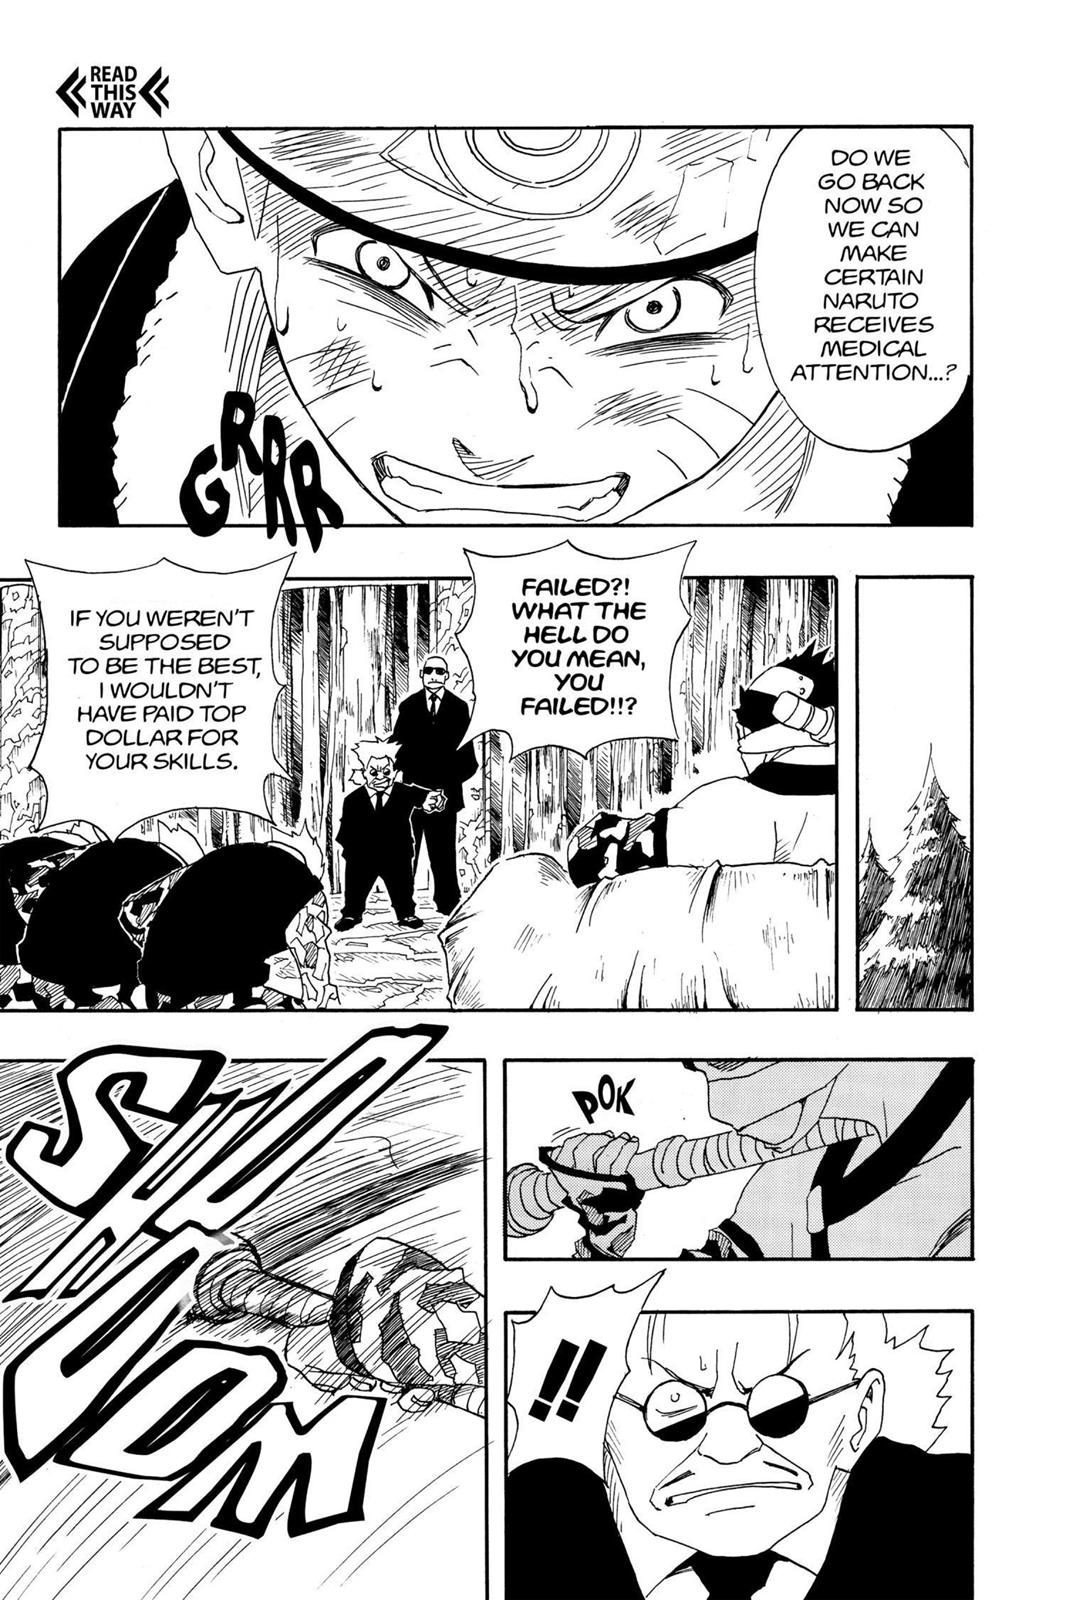 READ
THIS
WAY
DO WE
GO BACK
NOW SO
WE CAN
MAKE
CERTAIN
NARUTO
RECEIVES
MEDICAL
ATTENTION...?
GRRR
FAILED?!
WHAT THE
HELL DO
YOU MEAN,
YOU
FAILED!!?
IF YOU WEREN'T
SUPPOSED
TO BE THE BEST,
I WOULDN'T
HAVE PAID TOP
DOLLAR FOR
YOUR SKILLS.
POK
!!